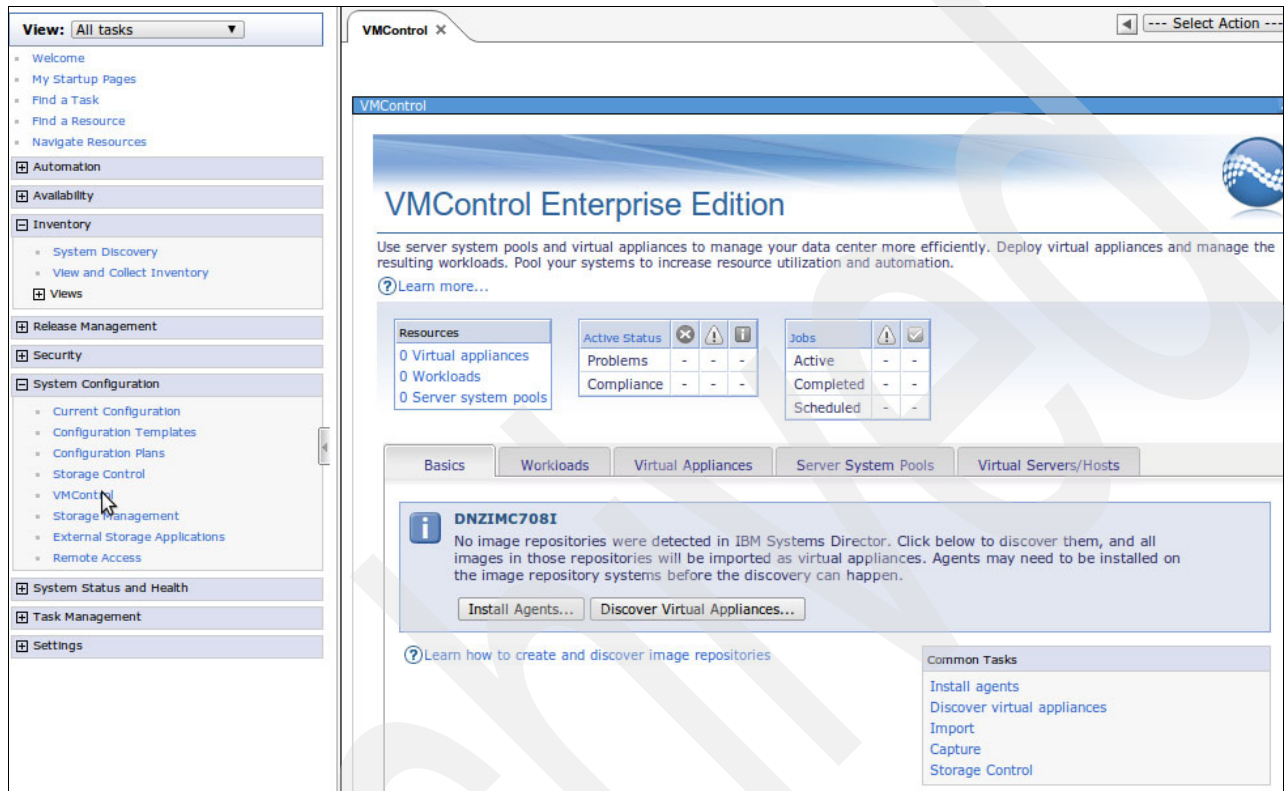 View: All tasks
Welcome
My Startup Pages
Find a Task
Find a Resource
Navigate Resources
Automation
Availability
Inventory
System Discovery
View and Collect Inventory
Views
Release Management
Security
System Configuration
Current Configuration
Configuration Templates
Configuration Plans
Storage Control
VMControl
Storage Management
External Storage Applications
Remote Access
System Status and Health
Task Management
Settings
VMControl
--- Select Action ---
VMControl
VMControl Enterprise Edition
Use server system pools and virtual appliances to manage your data center more efficiently. Deploy virtual appliances and manage the
resulting workloads. Pool your systems to increase resource utilization and automation.
Learn more...
Resources
0 Virtual appliances
0 Workloads
0 Server system pools
Active Status
Problems - - -
Compliance - - -
Jobs
Active - -
Completed - -
Scheduled - -
Basics Workloads Virtual Appliances Server System Pools Virtual Servers/Hosts
DNZIMC708I
No image repositories were detected in IBM Systems Director. Click below to discover them, and all
images in those repositories will be imported as virtual appliances. Agents may need to be installed on
the image repository systems before the discovery can happen.
Install Agents... Discover Virtual Appliances...
Learn how to create and discover image repositories
Common Tasks
Install agents
Discover virtual appliances
Import
Capture
Storage Control